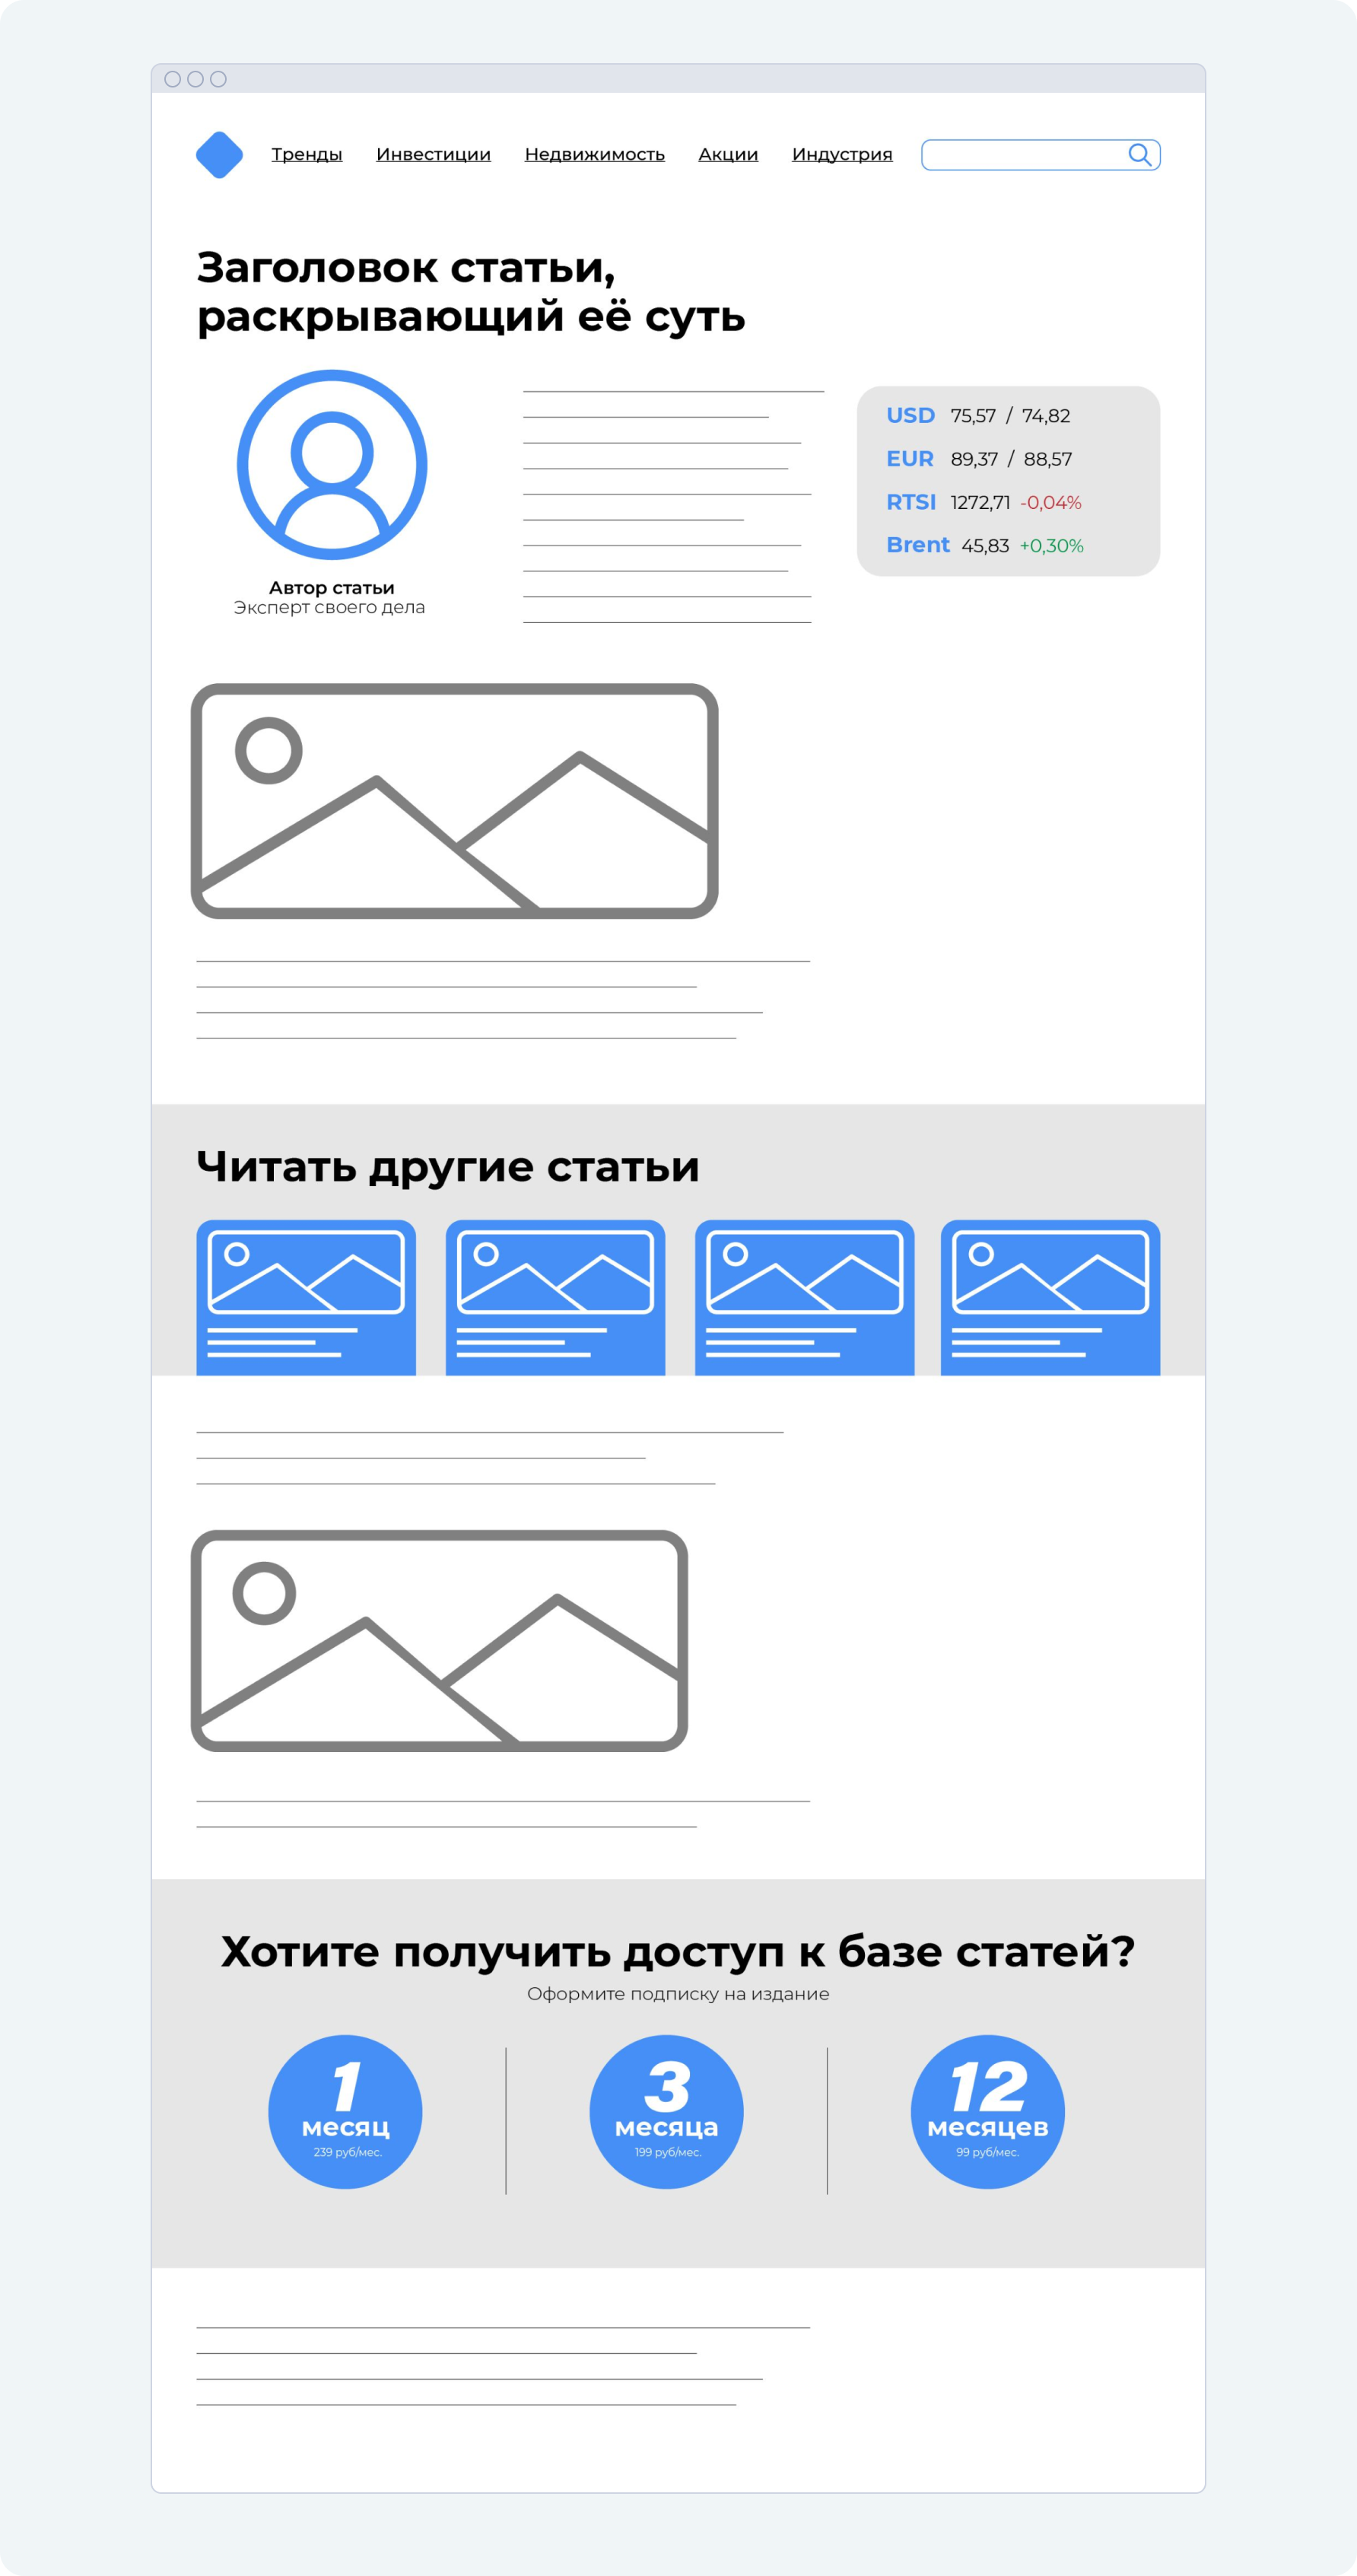 Тренды Инвестиции Недвижимость Акции Индустрия
Заголовок статьи,
раскрывающий её суть
USD 75,57 / 74,82
EUR 89,37 / 88,57
RTSI 1272,71 -0,04%
Brent 45,83 +0,30%
Автор статьи
Эксперт своего дела
Читать другие статьи
Хотите получить доступ к базе статей?
Оформите подписку на издание
1
месяц
239 руб/мес.
3
месяца
199 руб/мес.
12
месяцев
99 руб/мес.